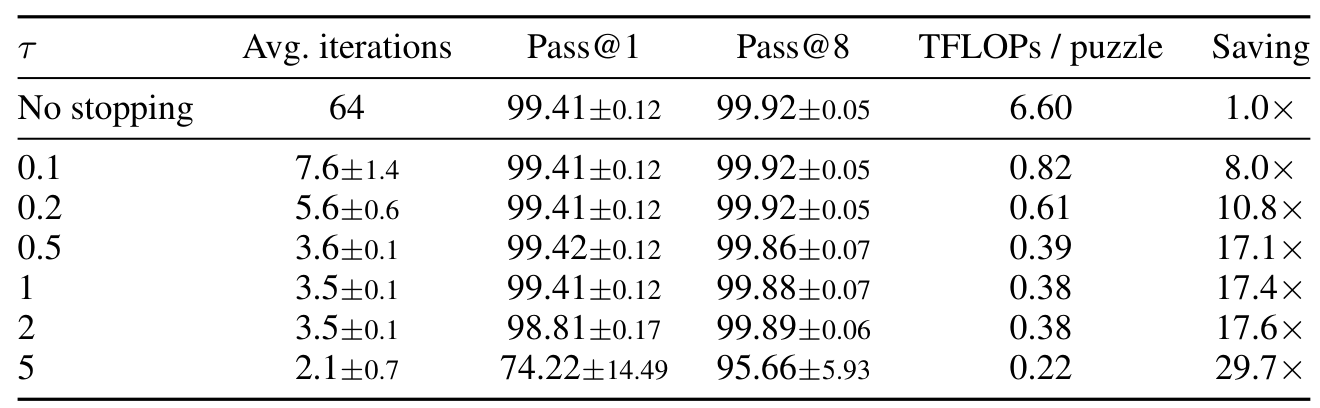 τ Avg. iterations Pass@1 Pass@8 TFLOPs / puzzle Saving
No stopping 64 99.41±0.12 99.92±0.05 6.60 1.0×
0.1 7.6±1.4 99.41±0.12 99.92±0.05 0.82 8.0×
0.2 5.6±0.6 99.41±0.12 99.92±0.05 0.61 10.8×
0.5 3.6±0.1 99.42±0.12 99.86±0.07 0.39 17.1×
1 3.5±0.1 99.41±0.12 99.88±0.07 0.38 17.4×
2 3.5±0.1 98.81±0.17 99.89±0.06 0.38 17.6×
5 2.1±0.7 74.22±14.49 95.66±5.93 0.22 29.7×